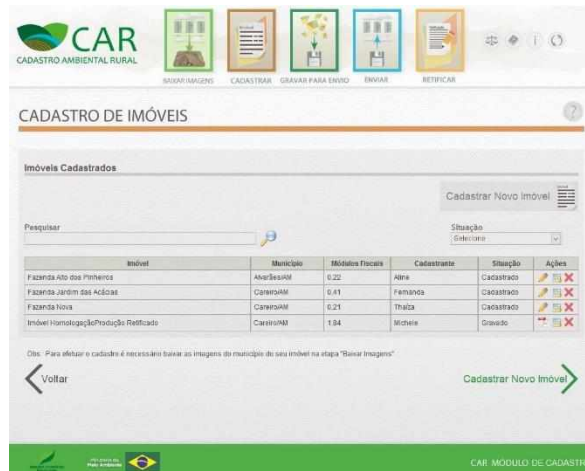 CAR
CADASTRO AMBIENTAL RURAL
BAIXAR IMAGENS
CADASTRAR
GRAVAR PARA ENVIO
ENVIAR
RETIFICAR
CADASTRO DE IMÓVEIS
?
Imóveis Cadastrados
Cadastrar Novo Imóvel
Pesquisar
Situação
Selecione
Imóvel Município Módulos Fiscais Cadastrante Situação Ações
Fazenda Alto dos Pinheiros Alvarães/AM 0,22 Aline Cadastrado
Fazenda Jardim das Acácias Careiro/AM 0,41 Fernanda Cadastrado
Fazenda Nova Careiro/AM 0,21 Thaíza Cadastrado
Imóvel HomologaçãoProdução Retificado Careiro/AM 1,84 Michele Gravado
Obs.: Para efetuar o cadastro é necessário baixar as imagens do município do seu imóvel na etapa "Baixar Imagens"
Voltar
Cadastrar Novo Imóvel
Meio Ambiente
CAR MÓDULO DE CADASTR